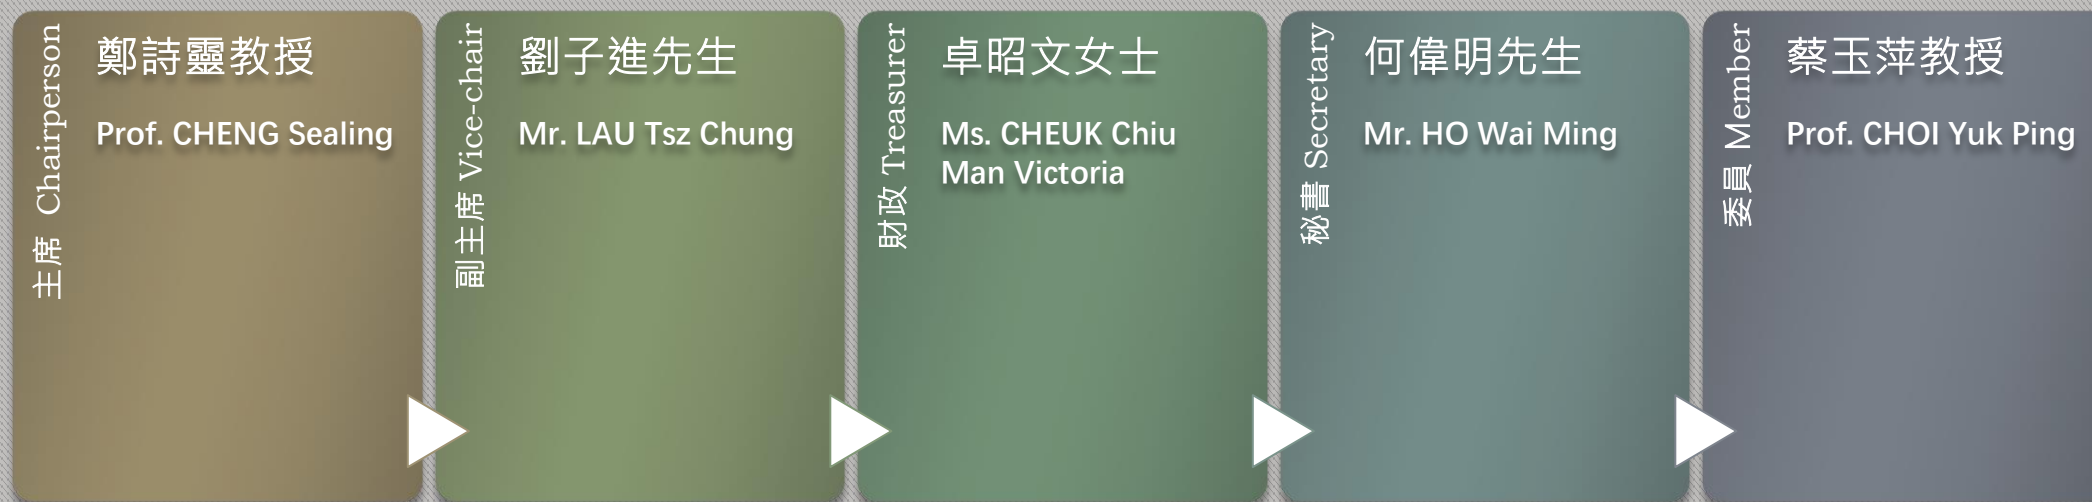 主席 Chairperson
鄭詩靈教授
Prof. CHENG Sealing
副主席 Vice-chair
劉子進先生
Mr. LAU Tsz Chung
財政 Treasurer
卓昭文女士
Ms. CHEUK Chiu
Man Victoria
秘書 Secretary
何偉明先生
Mr. HO Wai Ming
委員 Member
蔡玉萍教授
Prof. CHOI Yuk Ping